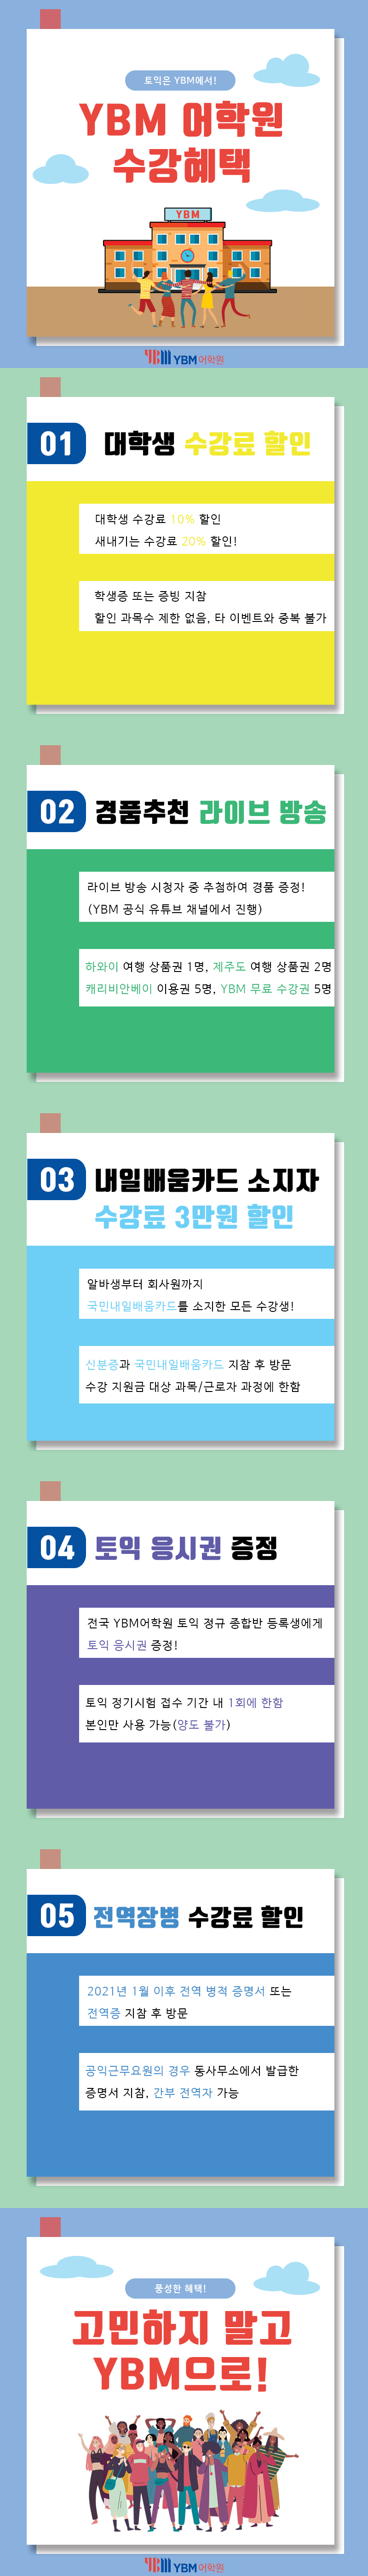 토익은 YBM에서!
YBM 어학원
수강혜택
YBM
YBM 어학원
01 대학생 수강료 할인
대학생 수강료 10% 할인
새내기는 수강료 20% 할인!
학생증 또는 증빙 지참
할인 과목수 제한 없음, 타 이벤트와 중복 불가
02 경품추천 라이브 방송
라이브 방송 시청자 중 추첨하여 경품 증정!
(YBM 공식 유튜브 채널에서 진행)
하와이 여행 상품권 1명, 제주도 여행 상품권 2명
캐리비안베이 이용권 5명, YBM 무료 수강권 5명
03 내일배움카드 소지자
수강료 3만원 할인
알바생부터 회사원까지
국민내일배움카드를 소지한 모든 수강생!
신분증과 국민내일배움카드 지참 후 방문
수강 지원금 대상 과목/근로자 과정에 한함
04 토익 응시권 증정
전국 YBM어학원 토익 정규 종합반 등록생에게
토익 응시권 증정!
토익 정기시험 접수 기간 내 1회에 한함
본인만 사용 가능(양도 불가)
05 전역장병 수강료 할인
2021년 1월 이후 전역 병적 증명서 또는
전역증 지참 후 방문
공익근무요원의 경우 동사무소에서 발급한
증명서 지참, 간부 전역자 가능
풍성한 혜택!
고민하지 말고
YBM으로!
YBM 어학원